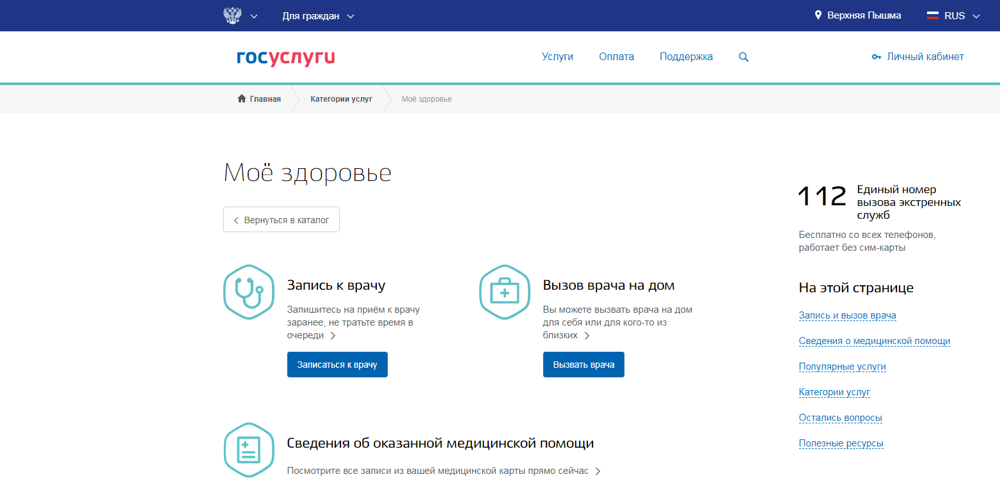 Для граждан
Верхняя Пышма
RUS
госуслуги
Услуги
Оплата
Поддержка
Личный кабинет
Главная
Категории услуг
Моё здоровье
Моё здоровье
Вернуться в каталог
Запись к врачу
Запишитесь на приём к врачу
заранее, не тратьте время в
очереди
Записаться к врачу
Вызов врача на дом
Вы можете вызвать врача на дом
для себя или для кого-то из
близких
Вызвать врача
Сведения об оказанной медицинской помощи
Посмотрите все записи из вашей медицинской карты прямо сейчас
112
Единый номер
вызова экстренных
служб
Бесплатно со всех телефонов,
работает без сим-карты
На этой странице
Запись и вызов врача
Сведения о медицинской помощи
Популярные услуги
Категории услуг
Остались вопросы
Полезные ресурсы